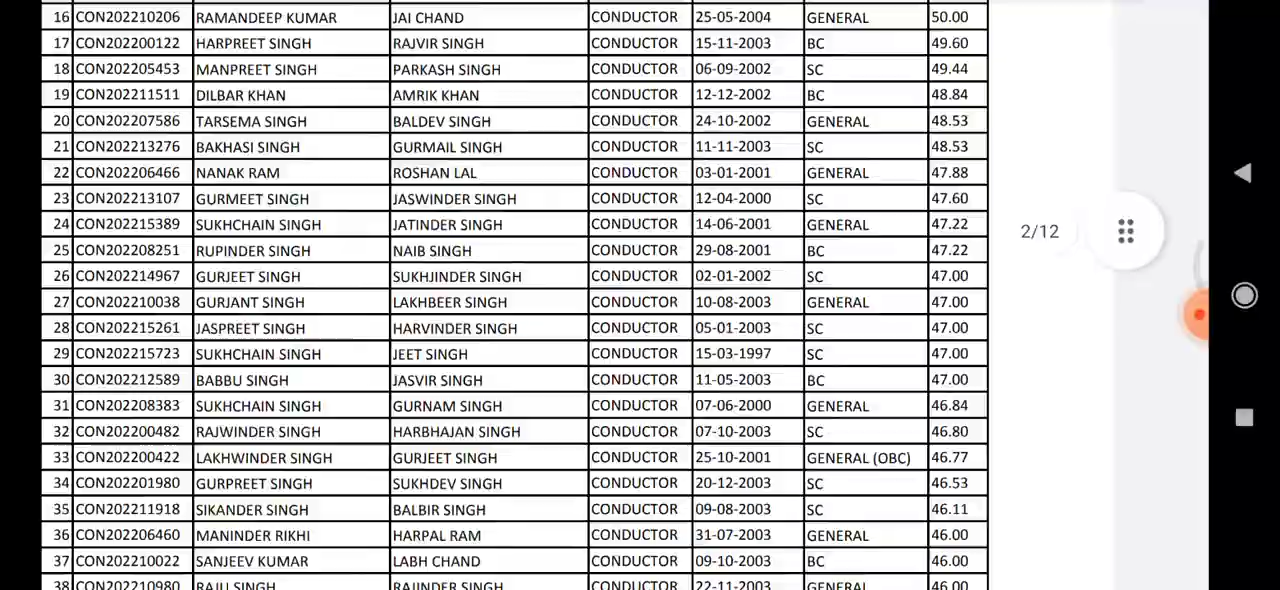 16 CON202210206 RAMANDEEP KUMAR JAI CHAND CONDUCTOR 25-05-2004 GENERAL 50.00
17 CON202200122 HARPREET SINGH RAJVIR SINGH CONDUCTOR 15-11-2003 BC 49.60
18 CON202205453 MANPREET SINGH PARKASH SINGH CONDUCTOR 06-09-2002 SC 49.44
19 CON202211511 DILBAR KHAN AMRIK KHAN CONDUCTOR 12-12-2002 BC 48.84
20 CON202207586 TARSEMA SINGH BALDEV SINGH CONDUCTOR 24-10-2002 GENERAL 48.53
21 CON202213276 BAKHASI SINGH GURMAIL SINGH CONDUCTOR 11-11-2003 SC 48.53
22 CON202206466 NANAK RAM ROSHAN LAL CONDUCTOR 03-01-2001 GENERAL 47.88
23 CON202213107 GURMEET SINGH JASWINDER SINGH CONDUCTOR 12-04-2000 SC 47.60
24 CON202215389 SUKHCHAIN SINGH JATINDER SINGH CONDUCTOR 14-06-2001 GENERAL 47.22
2/12
25 CON202208251 RUPINDER SINGH NAIB SINGH CONDUCTOR 29-08-2001 BC 47.22
26 CON202214967 GURJEET SINGH SUKHJINDER SINGH CONDUCTOR 02-01-2002 SC 47.00
27 CON202210038 GURJANT SINGH LAKHBEER SINGH CONDUCTOR 10-08-2003 GENERAL 47.00
28 CON202215261 JASPREET SINGH HARVINDER SINGH CONDUCTOR 05-01-2003 SC 47.00
29 CON202215723 SUKHCHAIN SINGH JEET SINGH CONDUCTOR 15-03-1997 SC 47.00
30 CON202212589 BABBU SINGH JASVIR SINGH CONDUCTOR 11-05-2003 BC 47.00
31 CON202208383 SUKHCHAIN SINGH GURNAM SINGH CONDUCTOR 07-06-2000 GENERAL 46.84
32 CON202200482 RAJWINDER SINGH HARBHAJAN SINGH CONDUCTOR 07-10-2003 SC 46.80
33 CON202200422 LAKHWINDER SINGH GURJEET SINGH CONDUCTOR 25-10-2001 GENERAL (OBC) 46.77
34 CON202201980 GURPREET SINGH SUKHDEV SINGH CONDUCTOR 20-12-2003 SC 46.53
35 CON202211918 SIKANDER SINGH BALBIR SINGH CONDUCTOR 09-08-2003 SC 46.11
36 CON202206460 MANINDER RIKHI HARPAL RAM CONDUCTOR 31-07-2003 GENERAL 46.00
37 CON202210022 SANJEEV KUMAR LABH CHAND CONDUCTOR 09-10-2003 BC 46.00
38 CON202210980 RAJU SINGH RAJINDER SINGH CONDUCTOR 22-11-2003 GENERAL 46.00